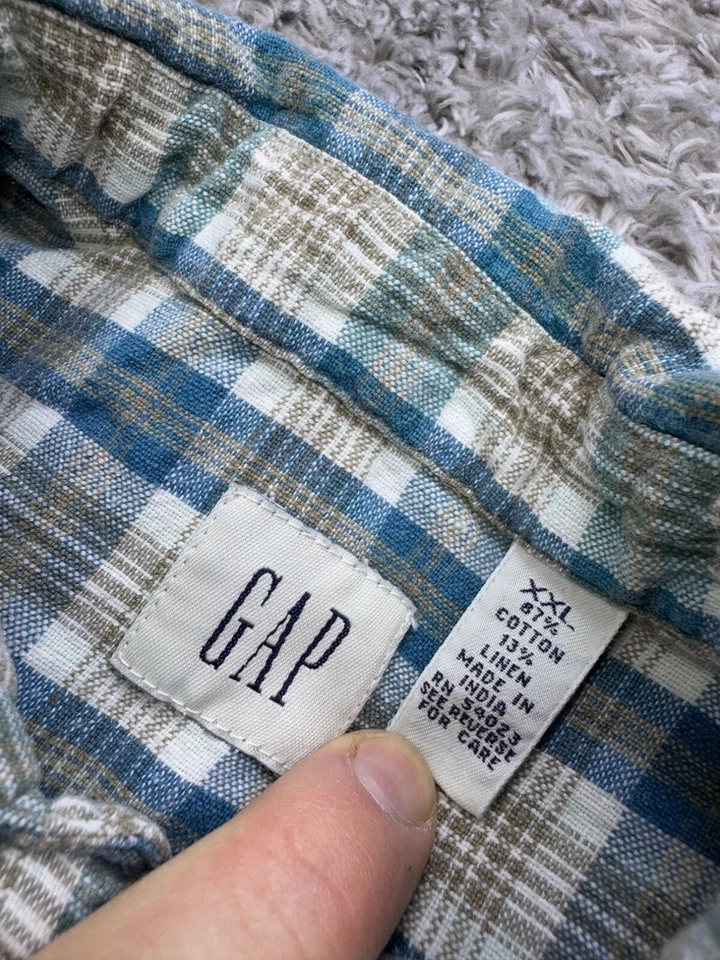 GAP
XXL
87%
COTTON
13%
LINEN
MADE IN
INDIA
RN 54023
SEE REVERSE
FOR CARE